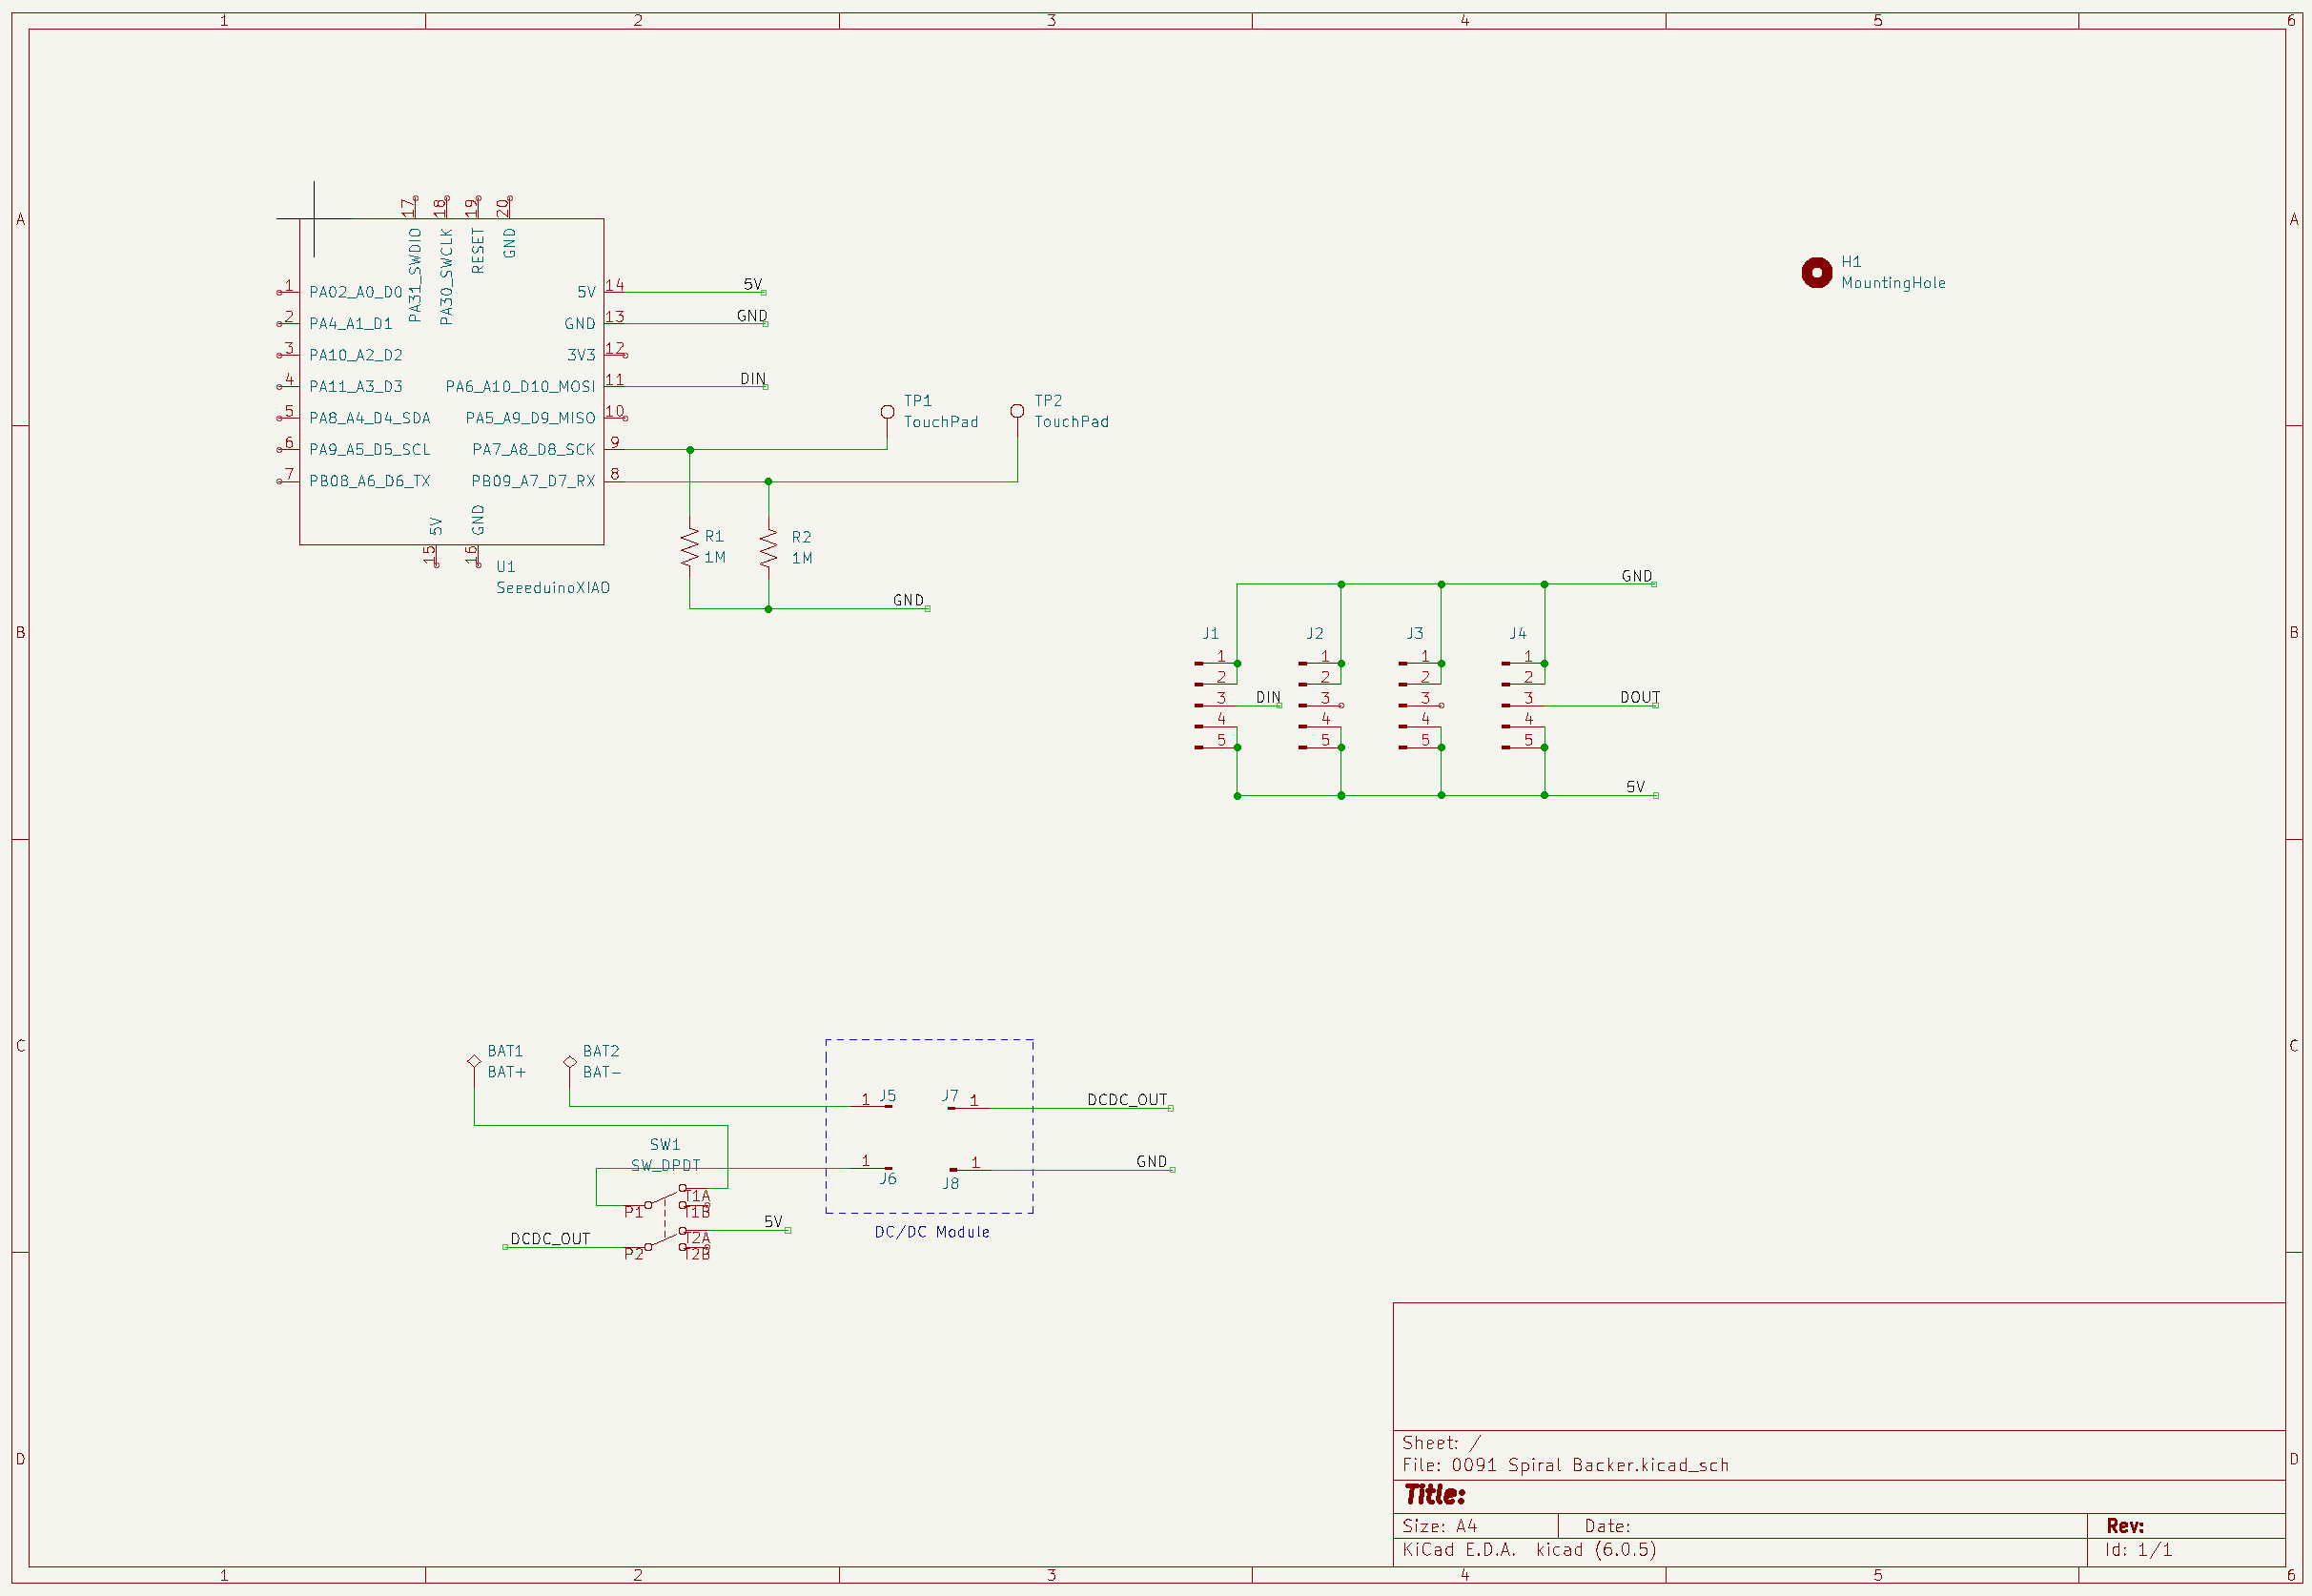 1 2 3 4 5 6
A A
B B
C C
D D
17 18 19 20
PA31_SWDIO
PA30_SWCLK
RESET
GND
1 PA02_A0_D0
2 PA4_A1_D1
3 PA10_A2_D2
4 PA11_A3_D3
5 PA8_A4_D4_SDA
6 PA9_A5_D5_SCL
7 PB08_A6_D6_TX
5V 14 5V
GND 13 GND
3V3 12
PA6_A10_D10_MOSI 11 DIN
PA5_A9_D9_MISO 10
PA7_A8_D8_SCK 9
PB09_A7_D7_RX 8
5V
GND
15 16
U1
SeeeduinoXIAO
TP1
TouchPad
TP2
TouchPad
R1
1M
R2
1M
GND
H1
MountingHole
GND
J1 J2 J3 J4
1 1 1 1
2 2 2 2
3 DIN 3 3 3 DOUT
4 4 4 4
5 5 5 5
5V
BAT1
BAT+
BAT2
BAT-
SW1
SW_DPDT
P1
T1A
T1B
P2
T2A
T2B
5V
DCDC_OUT
1 J5
J7 1
DCDC_OUT
1
J6
1
J8
GND
DC/DC Module
Sheet: /
File: 0091 Spiral Backer.kicad_sch
Title:
Size: A4 Date: Rev:
KiCad E.D.A. kicad (6.0.5) Id: 1/1
1 2 3 4 5 6